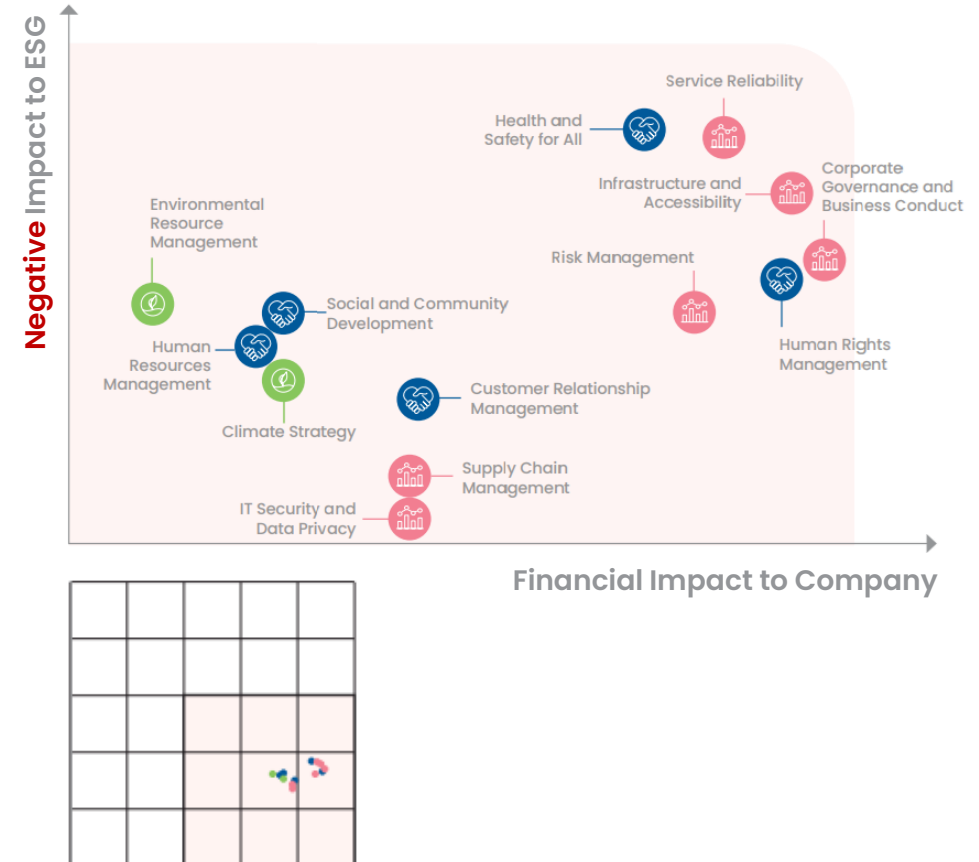 Negative Impact to ESG
Service Reliability
Health and
Safety for All
Corporate
Governance and
Business Conduct
Infrastructure and
Accessibility
Environmental
Resource
Management
Risk Management
Social and Community
Development
Human
Resources
Management
Human Rights
Management
Customer Relationship
Management
Climate Strategy
Supply Chain
Management
IT Security and
Data Privacy
Financial Impact to Company